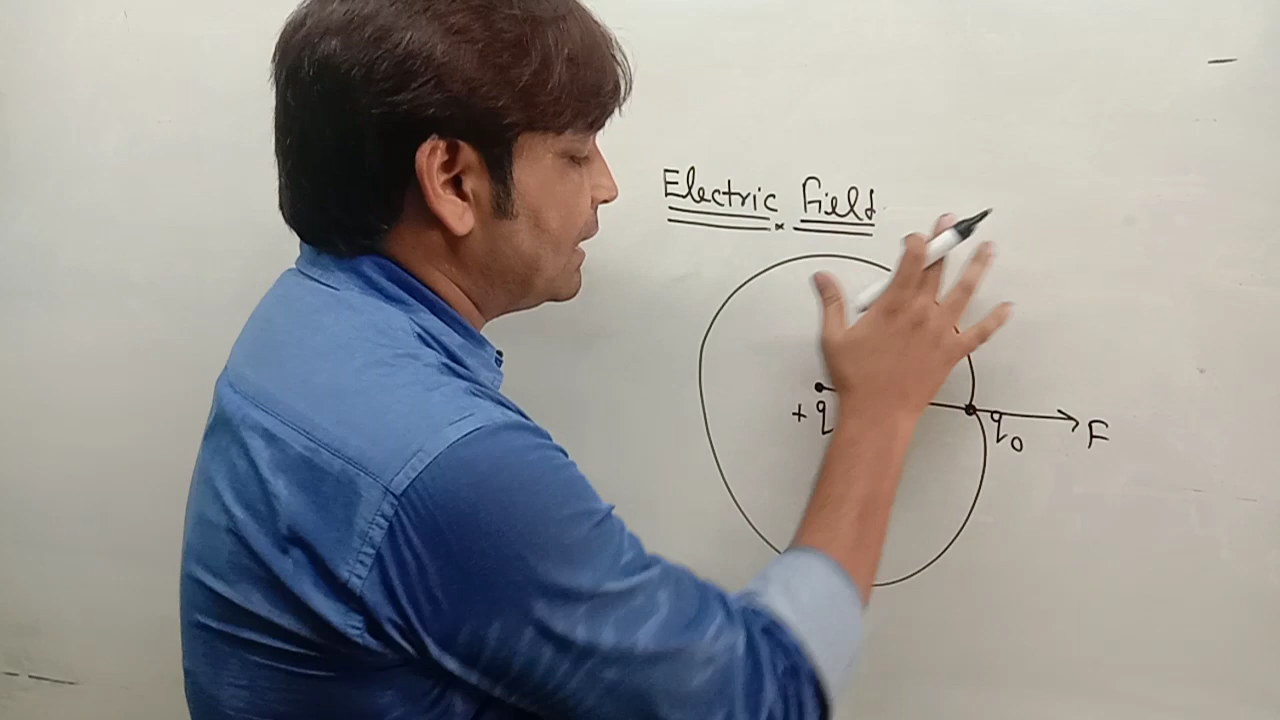 Electric Field
+ q q₀ F